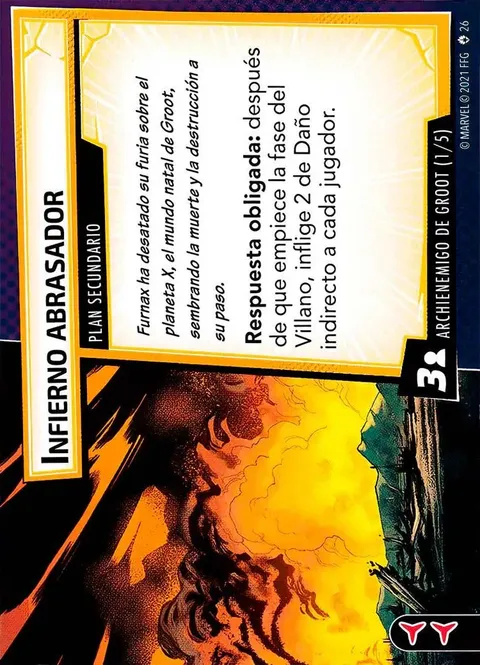 INFIERNO ABRASADOR
PLAN SECUNDARIO
Furnax ha desatado su furia sobre el
planeta X, el mundo natal de Groot,
sembrando la muerte y la destrucción a
su paso.
Respuesta obligada: después
de que empiece la fase del
Villano, inflige 2 de Daño
indirecto a cada jugador.
3
ARCHIENEMIGO DE GROOT (1/5)
© MARVEL © 2021 FFG 26